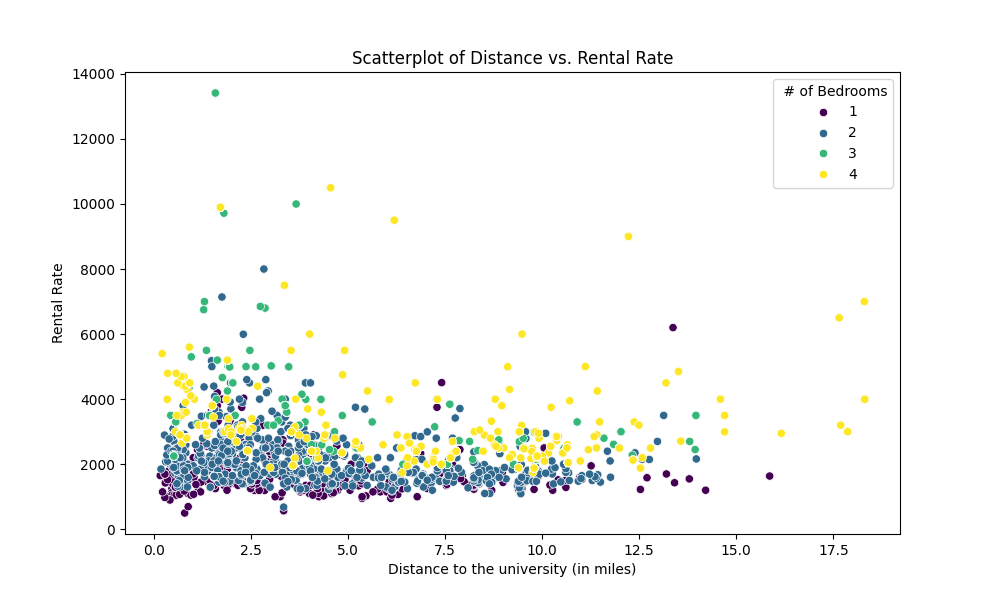 Scatterplot of Distance vs. Rental Rate
14000
12000
10000
8000
6000
4000
2000
0
Rental Rate
# of Bedrooms
1
2
3
4
0.0 2.5 5.0 7.5 10.0 12.5 15.0 17.5
Distance to the university (in miles)